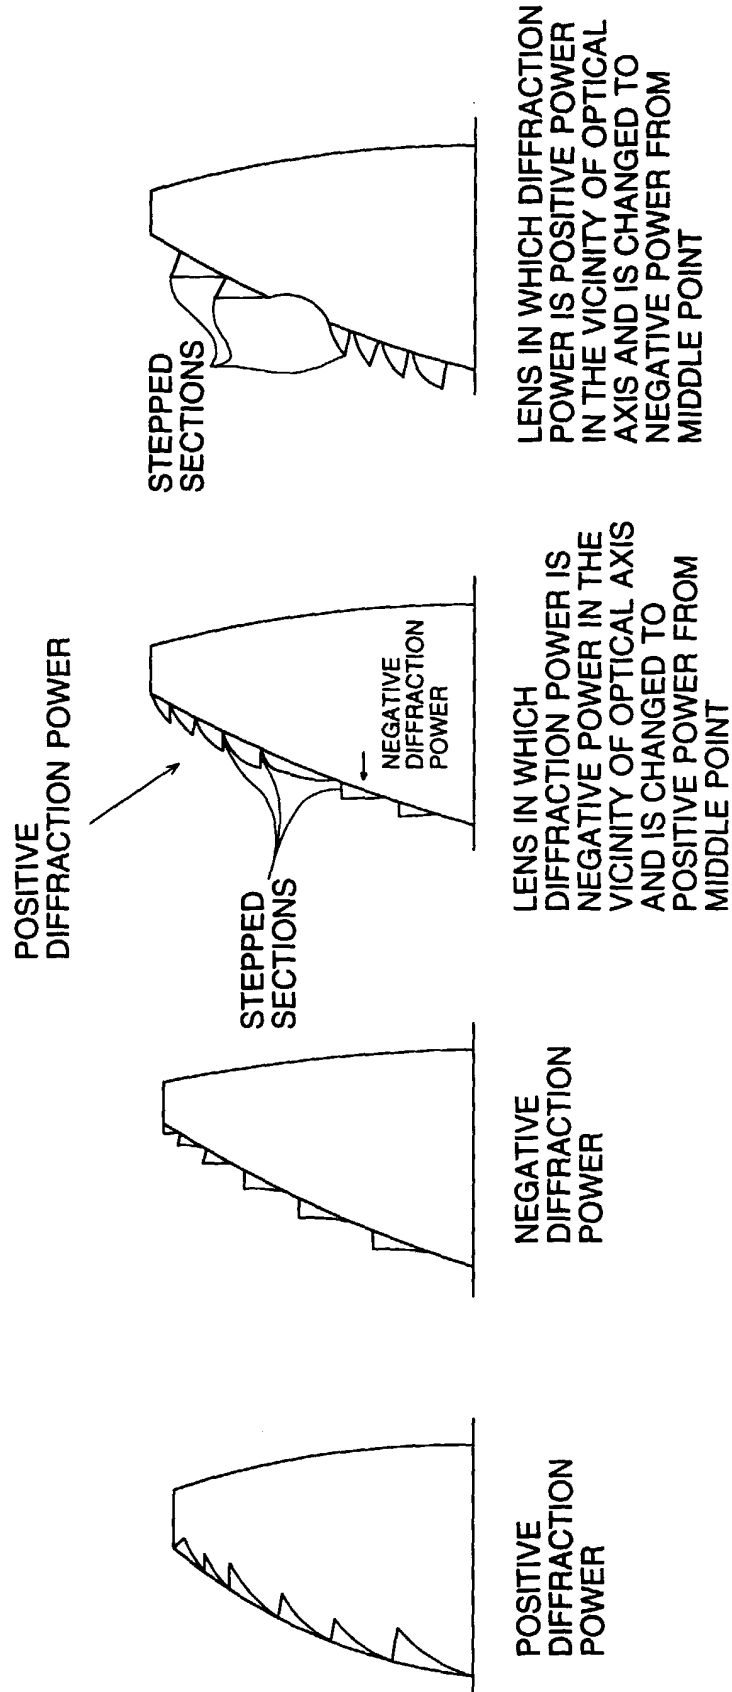 POSITIVE
DIFFRACTION
POWER
NEGATIVE
DIFFRACTION
POWER
POSITIVE
DIFFRACTION POWER
STEPPED
SECTIONS
NEGATIVE
DIFFRACTION
POWER
LENS IN WHICH
DIFFRACTION POWER IS
NEGATIVE POWER IN THE
VICINITY OF OPTICAL AXIS
AND IS CHANGED TO
POSITIVE POWER FROM
MIDDLE POINT
STEPPED
SECTIONS
LENS IN WHICH DIFFRACTION
POWER IS POSITIVE POWER
IN THE VICINITY OF OPTICAL
AXIS AND IS CHANGED TO
NEGATIVE POWER FROM
MIDDLE POINT